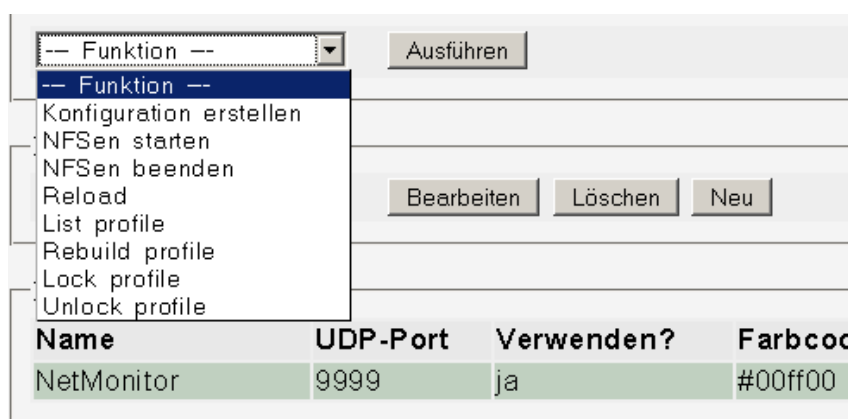 –– Funktion –-
Ausführen
–– Funktion –-
Konfiguration erstellen
NFSen starten
NFSen beenden
Reload
List profile
Rebuild profile
Lock profile
Unlock profile
Bearbeiten Löschen Neu
Name UDP-Port Verwenden?
NetMonitor 9999 ja #00ff00